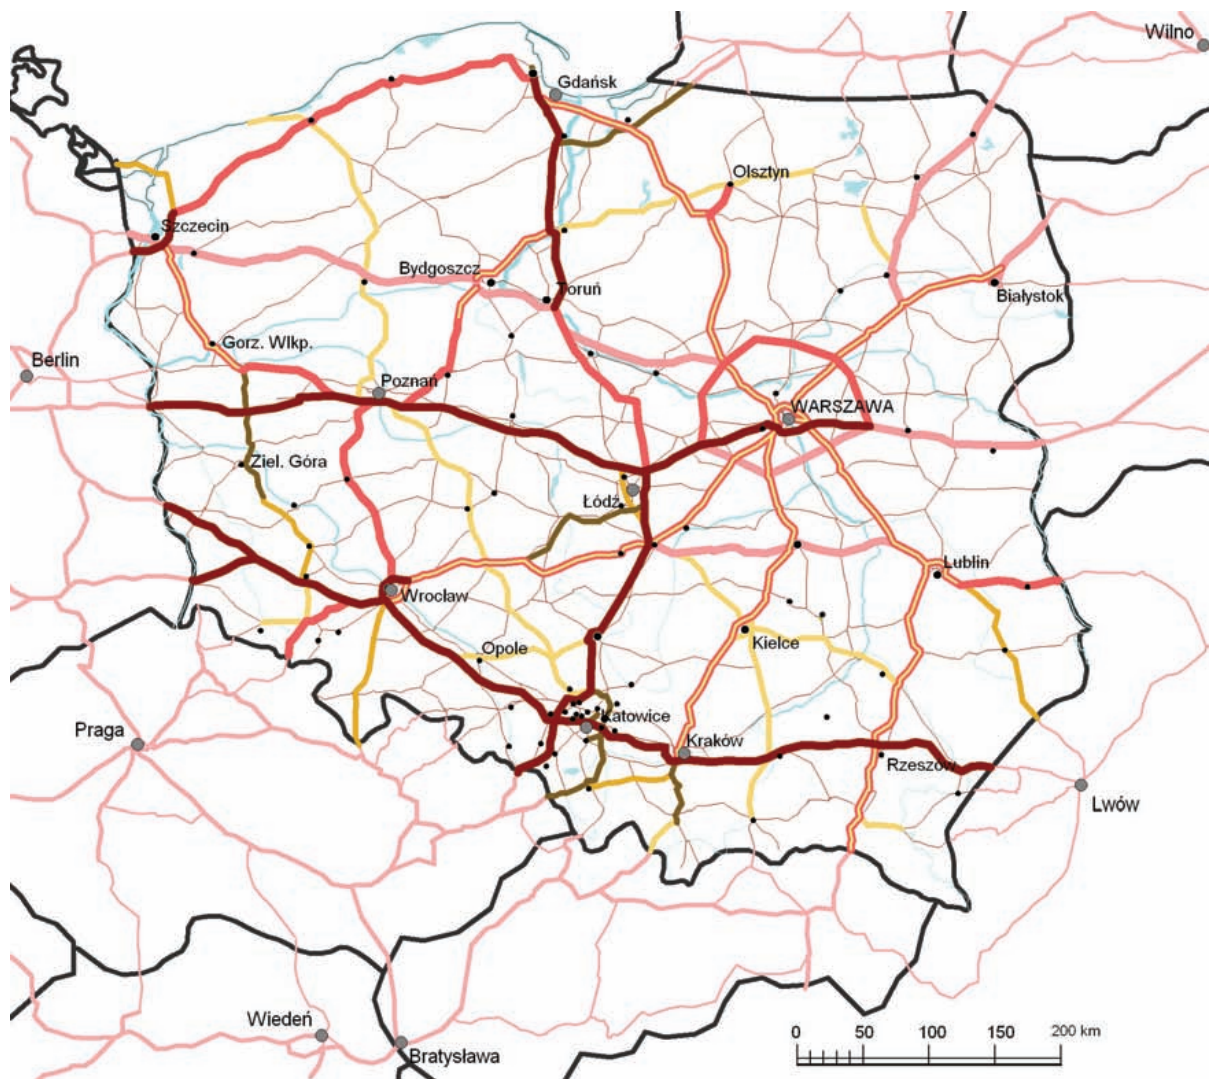 Wilno
Gdańsk
Olsztyn
Szczecin
Bydgoszcz
Toruń
Białystok
Gorz. Wlkp.
Berlin
Poznań
WARSZAWA
Ziel. Góra
Łódź
Lublin
Wrocław
Opole
Kielce
Katowice
Praga
Kraków
Rzeszów
Lwów
Wiedeń
Bratysława
0 50 100 150 200 km